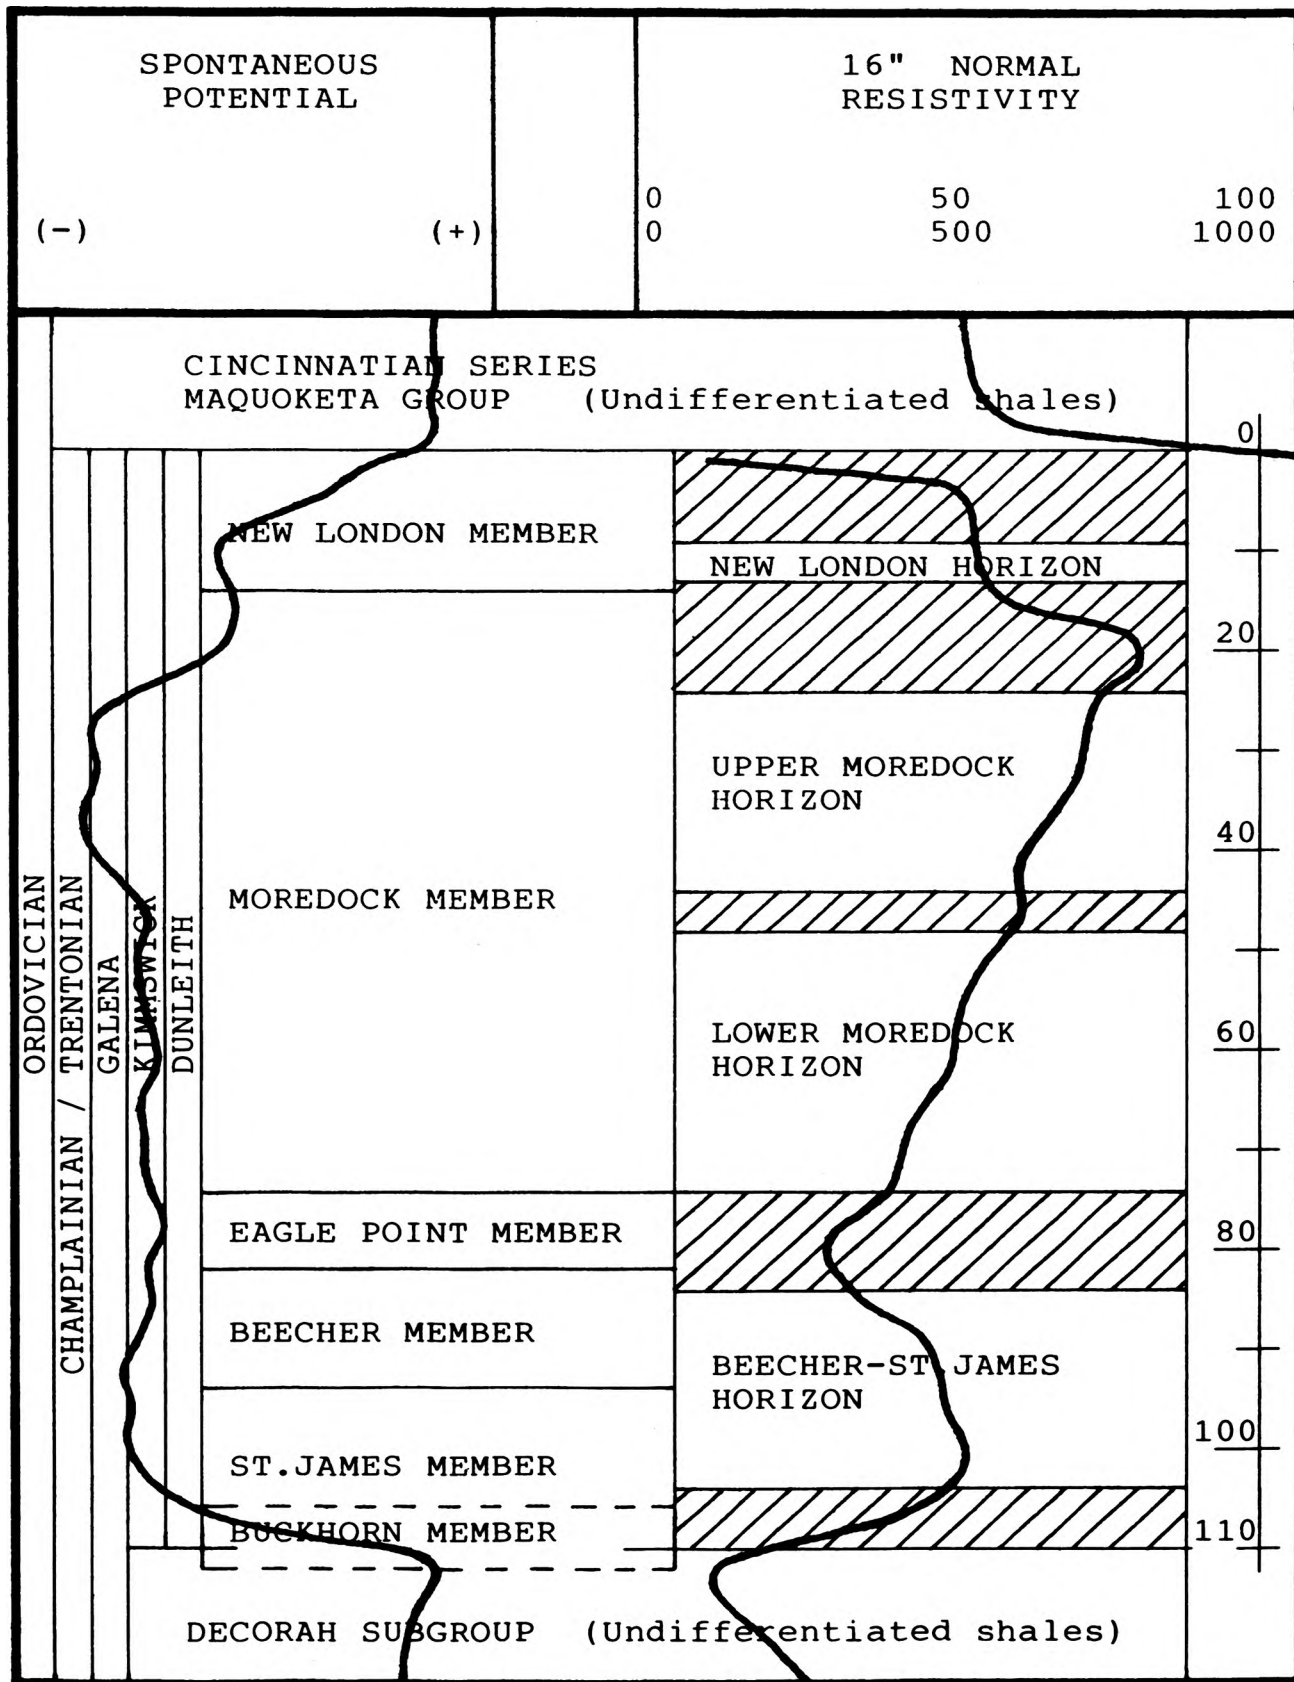 SPONTANEOUS
POTENTIAL
(-) (+)
16" NORMAL
RESISTIVITY
0 50 100
0 500 1000
CINCINNATIAN SERIES
MAQUOKETA GROUP (Undifferentiated shales)
ORDOVICIAN
CHAMPLAINIAN / TRENTONIAN
GALENA
KIMMSWICK
DUNLEITH
NEW LONDON MEMBER
MOREDOCK MEMBER
EAGLE POINT MEMBER
BEECHER MEMBER
ST.JAMES MEMBER
BUCKHORN MEMBER
NEW LONDON HORIZON
UPPER MOREDOCK
HORIZON
LOWER MOREDOCK
HORIZON
BEECHER-ST.JAMES
HORIZON
0
20
40
60
80
100
110
DECORAH SUBGROUP (Undifferentiated shales)